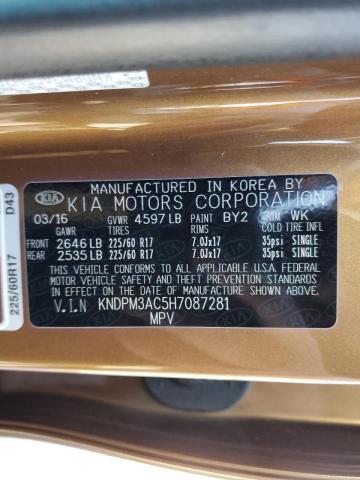 MANUFACTURED IN KOREA BY
KIA KIA MOTORS CORPORATION
03/16 GVWR 4597 LB PAINT BY2 TRIM WK
GAWR TIRES RIMS COLD TIRE INFL
FRONT 2646 LB 225/60 R17 7.0Jx17 35psi SINGLE
REAR 2535 LB 225/60 R17 7.0Jx17 35psi SINGLE
THIS VEHICLE CONFORMS TO ALL APPLICABLE FEDERAL
MOTOR VEHICLE SAFETY, BUMPER, AND
THEFT PREVENTION STANDARDS IN EFFECT ON
THE DATE OF MANUFACTURE SHOWN ABOVE.
V.I.N KNDPM3AC5H7087281
MPV
D43
225/60R17